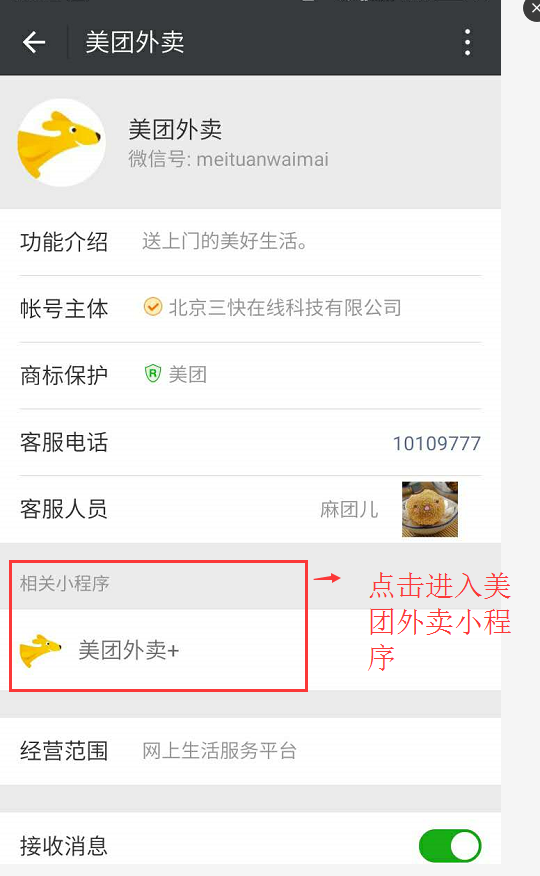 美团外卖
美团外卖
微信号: meituanwaimai
功能介绍 送上门的美好生活。
帐号主体 北京三快在线科技有限公司
商标保护 R 美团
客服电话 10109777
客服人员 麻团儿
相关小程序
美团外卖+
点击进入美
团外卖小程
序
经营范围 网上生活服务平台
接收消息